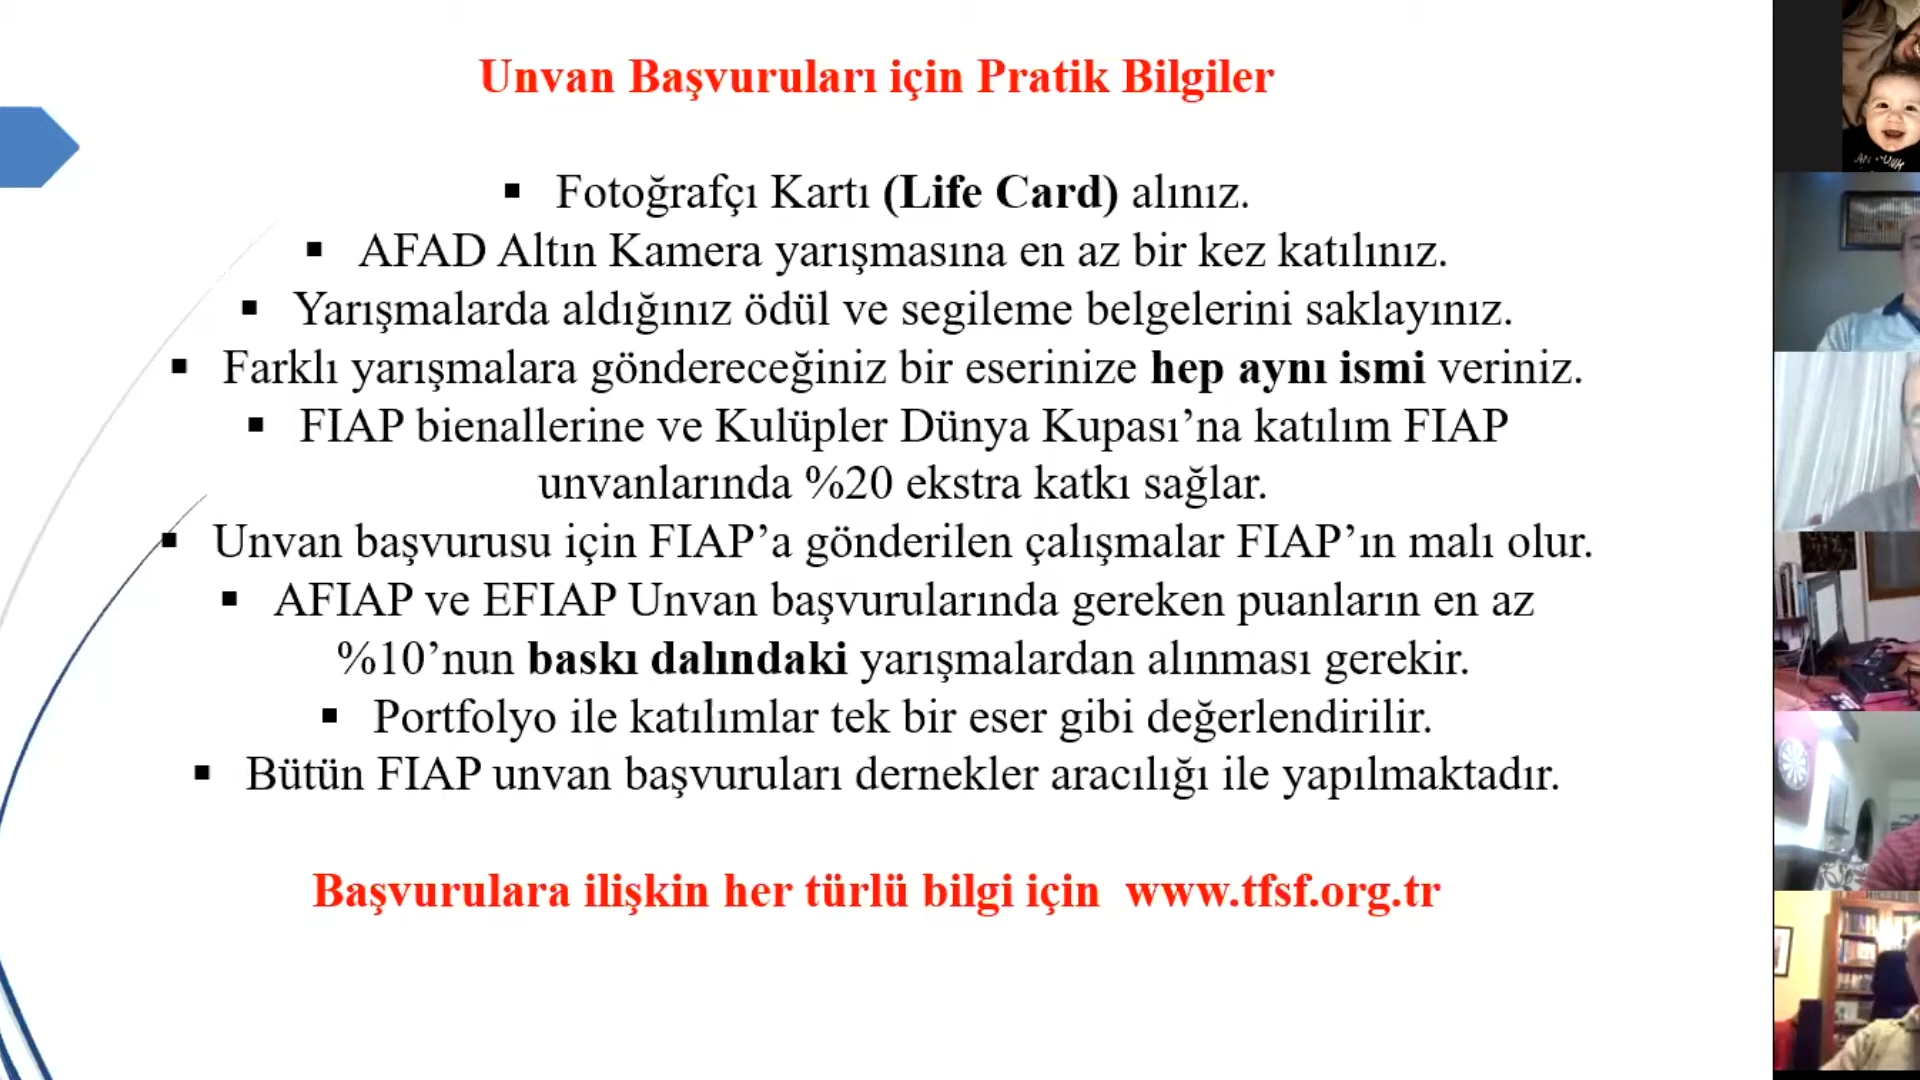 Unvan Başvuruları için Pratik Bilgiler
▪ Fotoğrafçı Kartı (Life Card) alınız.
▪ AFAD Altın Kamera yarışmasına en az bir kez katılınız.
▪ Yarışmalarda aldığınız ödül ve segileme belgelerini saklayınız.
▪ Farklı yarışmalara göndereceğiniz bir eserinize hep aynı ismi veriniz.
▪ FIAP bienallerine ve Kulüpler Dünya Kupası’na katılım FIAP
unvanlarında %20 ekstra katkı sağlar.
▪ Unvan başvurusu için FIAP’a gönderilen çalışmalar FIAP’ın malı olur.
▪ AFIAP ve EFIAP Unvan başvurularında gereken puanların en az
%10’nun baskı dalındaki yarışmalardan alınması gerekir.
▪ Portfolyo ile katılımlar tek bir eser gibi değerlendirilir.
▪ Bütün FIAP unvan başvuruları dernekler aracılığı ile yapılmaktadır.
Başvurulara ilişkin her türlü bilgi için www.tfsf.org.tr